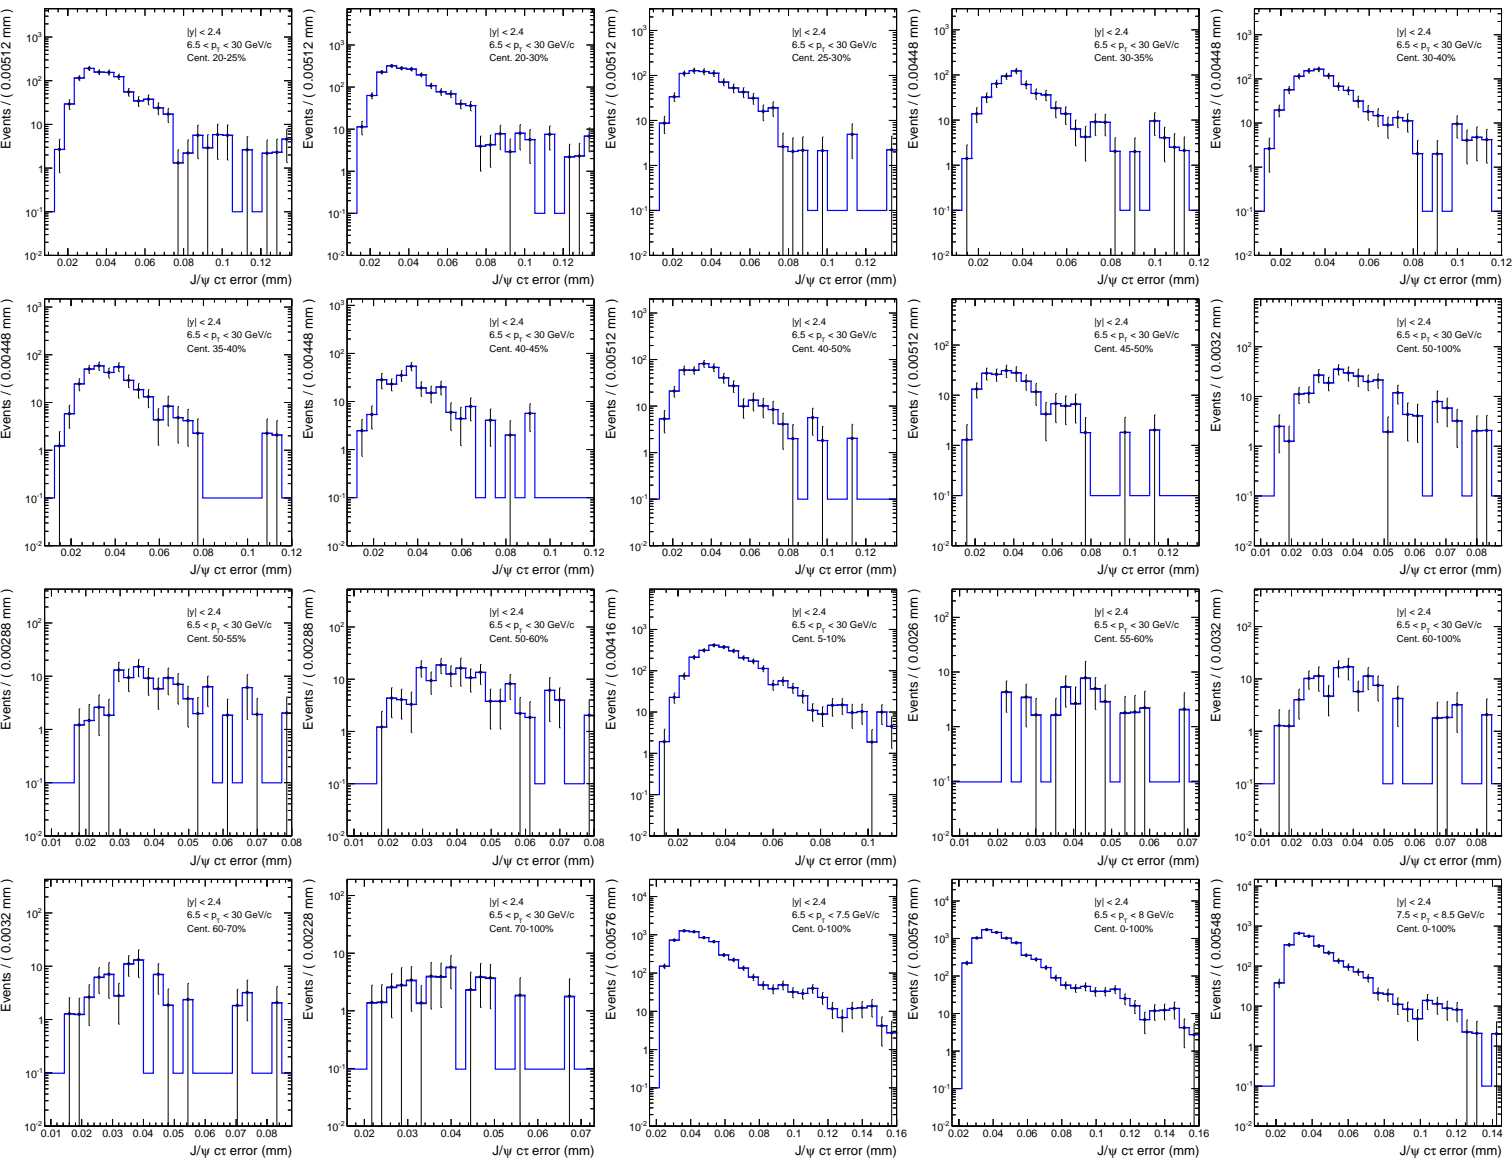 Events / ( 0.00512 mm )
|y| < 2.4
6.5 < p_T < 30 GeV/c
Cent. 20-25%
J/ψ cτ error (mm)
Events / ( 0.00512 mm )
|y| < 2.4
6.5 < p_T < 30 GeV/c
Cent. 20-30%
J/ψ cτ error (mm)
Events / ( 0.00512 mm )
|y| < 2.4
6.5 < p_T < 30 GeV/c
Cent. 25-30%
J/ψ cτ error (mm)
Events / ( 0.00448 mm )
|y| < 2.4
6.5 < p_T < 30 GeV/c
Cent. 30-35%
J/ψ cτ error (mm)
Events / ( 0.00448 mm )
|y| < 2.4
6.5 < p_T < 30 GeV/c
Cent. 30-40%
J/ψ cτ error (mm)
Events / ( 0.00448 mm )
|y| < 2.4
6.5 < p_T < 30 GeV/c
Cent. 35-40%
J/ψ cτ error (mm)
Events / ( 0.00448 mm )
|y| < 2.4
6.5 < p_T < 30 GeV/c
Cent. 40-45%
J/ψ cτ error (mm)
Events / ( 0.00512 mm )
|y| < 2.4
6.5 < p_T < 30 GeV/c
Cent. 40-50%
J/ψ cτ error (mm)
Events / ( 0.00512 mm )
|y| < 2.4
6.5 < p_T < 30 GeV/c
Cent. 45-50%
J/ψ cτ error (mm)
Events / ( 0.0032 mm )
|y| < 2.4
6.5 < p_T < 30 GeV/c
Cent. 50-100%
J/ψ cτ error (mm)
Events / ( 0.00288 mm )
|y| < 2.4
6.5 < p_T < 30 GeV/c
Cent. 50-55%
J/ψ cτ error (mm)
Events / ( 0.00288 mm )
|y| < 2.4
6.5 < p_T < 30 GeV/c
Cent. 50-60%
J/ψ cτ error (mm)
Events / ( 0.00416 mm )
|y| < 2.4
6.5 < p_T < 30 GeV/c
Cent. 5-10%
J/ψ cτ error (mm)
Events / ( 0.0026 mm )
|y| < 2.4
6.5 < p_T < 30 GeV/c
Cent. 55-60%
J/ψ cτ error (mm)
Events / ( 0.0032 mm )
|y| < 2.4
6.5 < p_T < 30 GeV/c
Cent. 60-100%
J/ψ cτ error (mm)
Events / ( 0.0032 mm )
|y| < 2.4
6.5 < p_T < 30 GeV/c
Cent. 60-70%
J/ψ cτ error (mm)
Events / ( 0.00228 mm )
|y| < 2.4
6.5 < p_T < 30 GeV/c
Cent. 70-100%
J/ψ cτ error (mm)
Events / ( 0.00576 mm )
|y| < 2.4
6.5 < p_T < 7.5 GeV/c
Cent. 0-100%
J/ψ cτ error (mm)
Events / ( 0.00576 mm )
|y| < 2.4
6.5 < p_T < 8 GeV/c
Cent. 0-100%
J/ψ cτ error (mm)
Events / ( 0.00548 mm )
|y| < 2.4
7.5 < p_T < 8.5 GeV/c
Cent. 0-100%
J/ψ cτ error (mm)